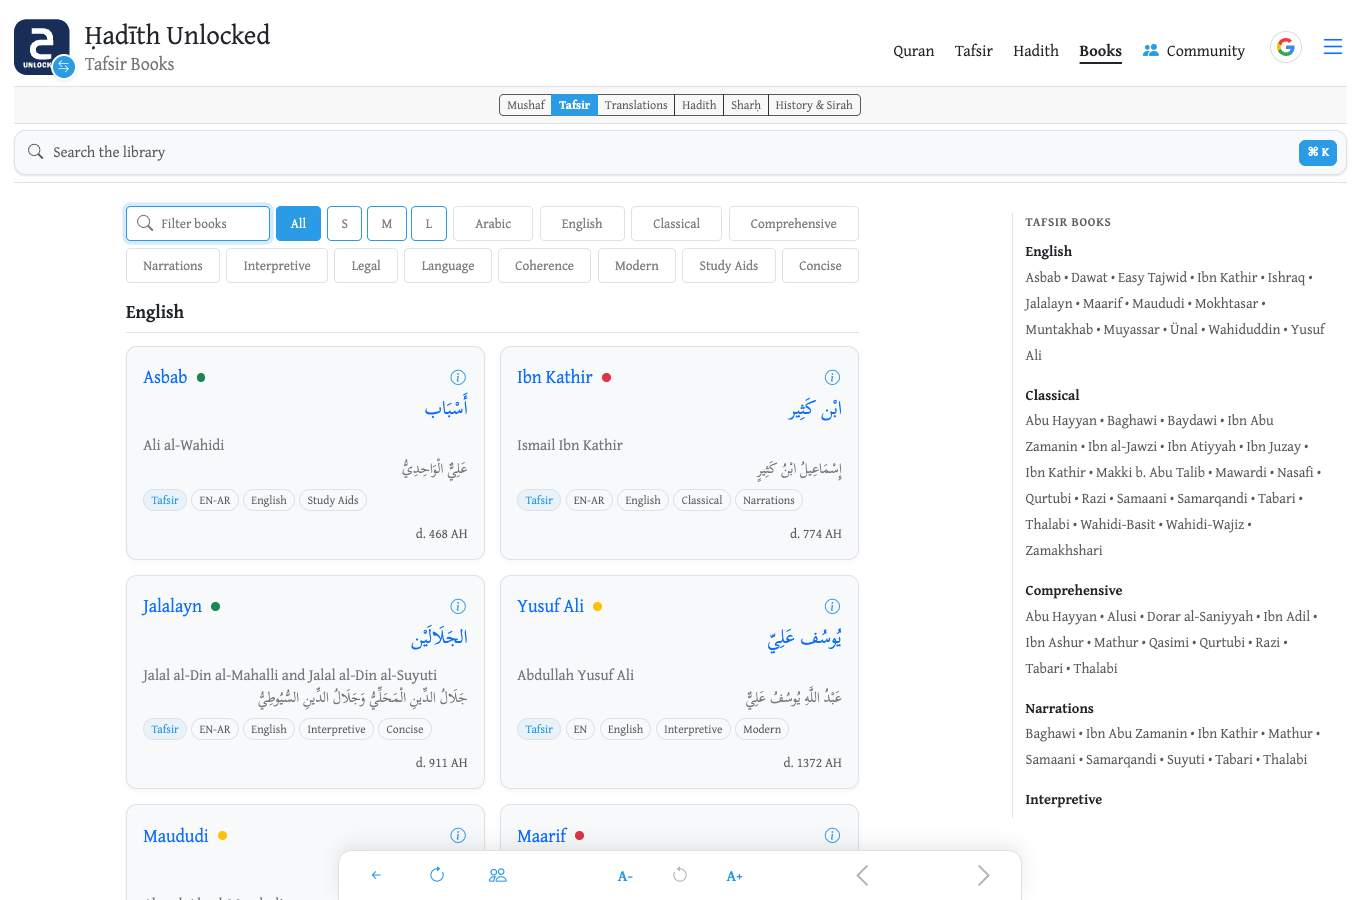 UNLOCK
Ḥadīth Unlocked
Tafsir Books
Quran Tafsir Hadith Books Community
Mushaf Tafsir Translations Hadith Sharḥ History & Sirah
Search the library
⌘ K
Filter books All S M L Arabic English Classical Comprehensive
Narrations Interpretive Legal Language Coherence Modern Study Aids Concise
English
Asbab
أَسْبَاب
Ali al-Wahidi
عَلِيٌّ الْوَاحِدِيُّ
Tafsir EN-AR English Study Aids
d. 468 AH
Ibn Kathir
ابْن كَثِير
Ismail Ibn Kathir
إِسْمَاعِيلُ ابْنُ كَثِيرٍ
Tafsir EN-AR English Classical Narrations
d. 774 AH
Jalalayn
الجَلَالَيْن
Jalal al-Din al-Mahalli and Jalal al-Din al-Suyuti
جَلَالُ الدِّينِ الْمَحَلِّيُّ وَجَلَالُ الدِّينِ السُّيُوطِيُّ
Tafsir EN-AR English Interpretive Concise
d. 911 AH
Yusuf Ali
يُوسُف عَلِيّ
Abdullah Yusuf Ali
عَبْدُ اللَّهِ يُوسُفُ عَلِيٌّ
Tafsir EN English Interpretive Modern
d. 1372 AH
Maududi
Maarif
A- A+
TAFSIR BOOKS
English
Asbab • Dawat • Easy Tajwid • Ibn Kathir • Ishraq •
Jalalayn • Maarif • Maududi • Mokhtasar •
Muntakhab • Muyassar • Ünal • Wahiduddin • Yusuf
Ali
Classical
Abu Hayyan • Baghawi • Baydawi • Ibn Abu
Zamanin • Ibn al-Jawzi • Ibn Atiyyah • Ibn Juzay •
Ibn Kathir • Makki b. Abu Talib • Mawardi • Nasafi •
Qurtubi • Razi • Samaani • Samarqandi • Tabari •
Thalabi • Wahidi-Basit • Wahidi-Wajiz •
Zamakhshari
Comprehensive
Abu Hayyan • Alusi • Dorar al-Saniyyah • Ibn Adil •
Ibn Ashur • Mathur • Qasimi • Qurtubi • Razi •
Tabari • Thalabi
Narrations
Baghawi • Ibn Abu Zamanin • Ibn Kathir • Mathur •
Samaani • Samarqandi • Suyuti • Tabari • Thalabi
Interpretive